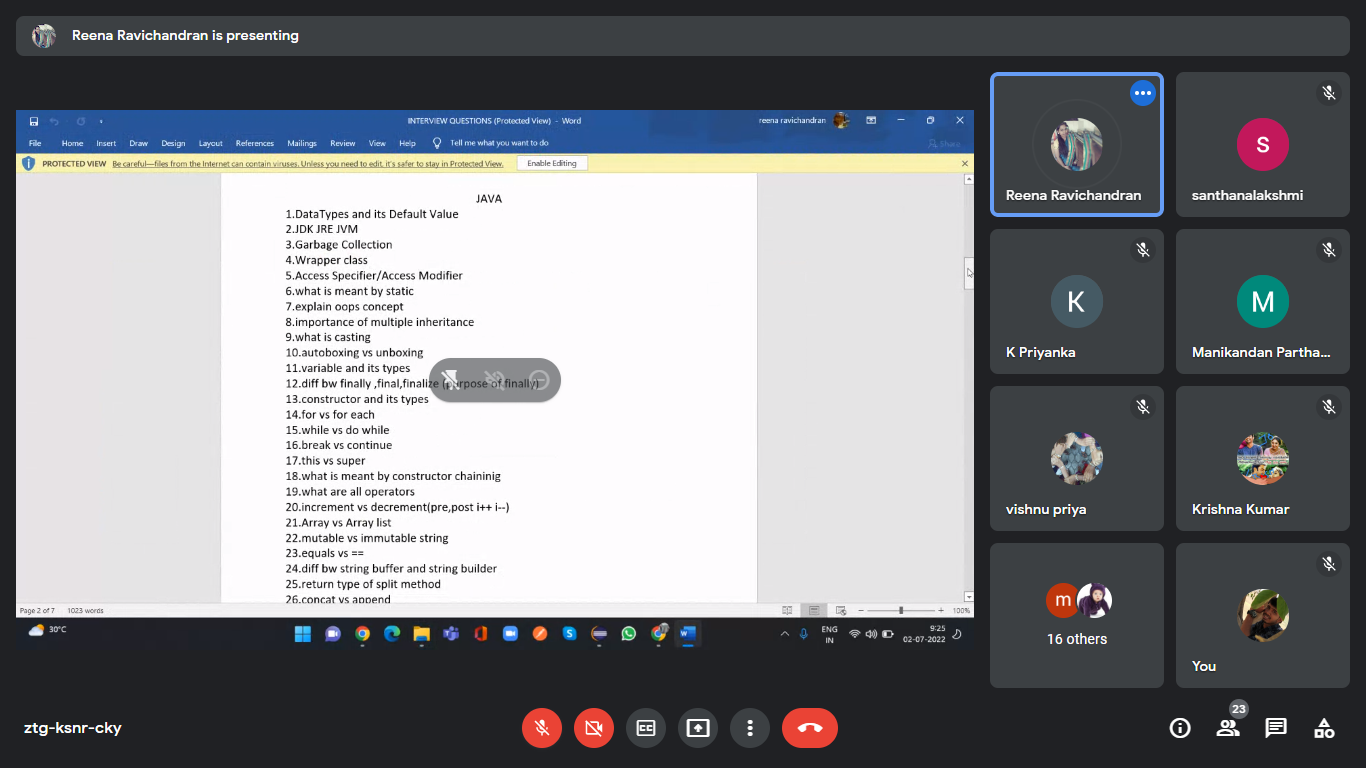 Reena Ravichandran is presenting
INTERVIEW QUESTIONS (Protected View) - Word
reena ravichandran
File Home Insert Draw Design Layout References Mailings Review View Help Tell me what you want to do Share
PROTECTED VIEW Be careful—files from the Internet can contain viruses. Unless you need to edit, it's safer to stay in Protected View. Enable Editing
JAVA
1.DataTypes and its Default Value
2.JDK JRE JVM
3.Garbage Collection
4.Wrapper class
5.Access Specifier/Access Modifier
6.what is meant by static
7.explain oops concept
8.importance of multiple inheritance
9.what is casting
10.autoboxing vs unboxing
11.variable and its types
12.diff bw finally ,final,finalize (purpose of finally)
13.constructor and its types
14.for vs for each
15.while vs do while
16.break vs continue
17.this vs super
18.what is meant by constructor chaininig
19.what are all operators
20.increment vs decrement(pre,post i++ i--)
21.Array vs Array list
22.mutable vs immutable string
23.equals vs ==
24.diff bw string buffer and string builder
25.return type of split method
26.concat vs append
Page 2 of 7 1023 words
100%
30°C
ENG
IN
9:25
02-07-2022
Reena Ravichandran
S
santhanalakshmi
K
K Priyanka
M
Manikandan Partha...
vishnu priya
Krishna Kumar
m
16 others
You
ztg-ksnr-cky
CC
23